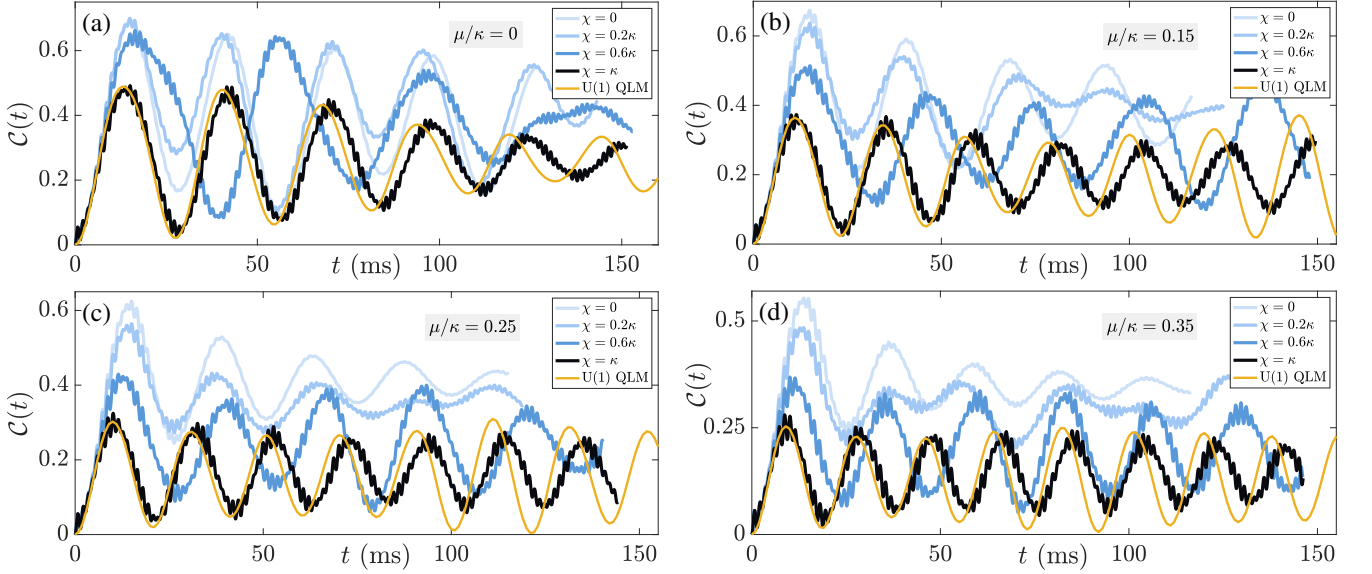 (a)
μ/κ = 0
χ = 0
χ = 0.2κ
χ = 0.6κ
χ = κ
U(1) QLM
C(t)
0.6
0.4
0.2
0
0 50 100 150
t (ms)
(b)
μ/κ = 0.15
χ = 0
χ = 0.2κ
χ = 0.6κ
χ = κ
U(1) QLM
C(t)
0.6
0.4
0.2
0
0 50 100 150
t (ms)
(c)
μ/κ = 0.25
χ = 0
χ = 0.2κ
χ = 0.6κ
χ = κ
U(1) QLM
C(t)
0.6
0.4
0.2
0
0 50 100 150
t (ms)
(d)
μ/κ = 0.35
χ = 0
χ = 0.2κ
χ = 0.6κ
χ = κ
U(1) QLM
C(t)
0.5
0.25
0
0 50 100 150
t (ms)